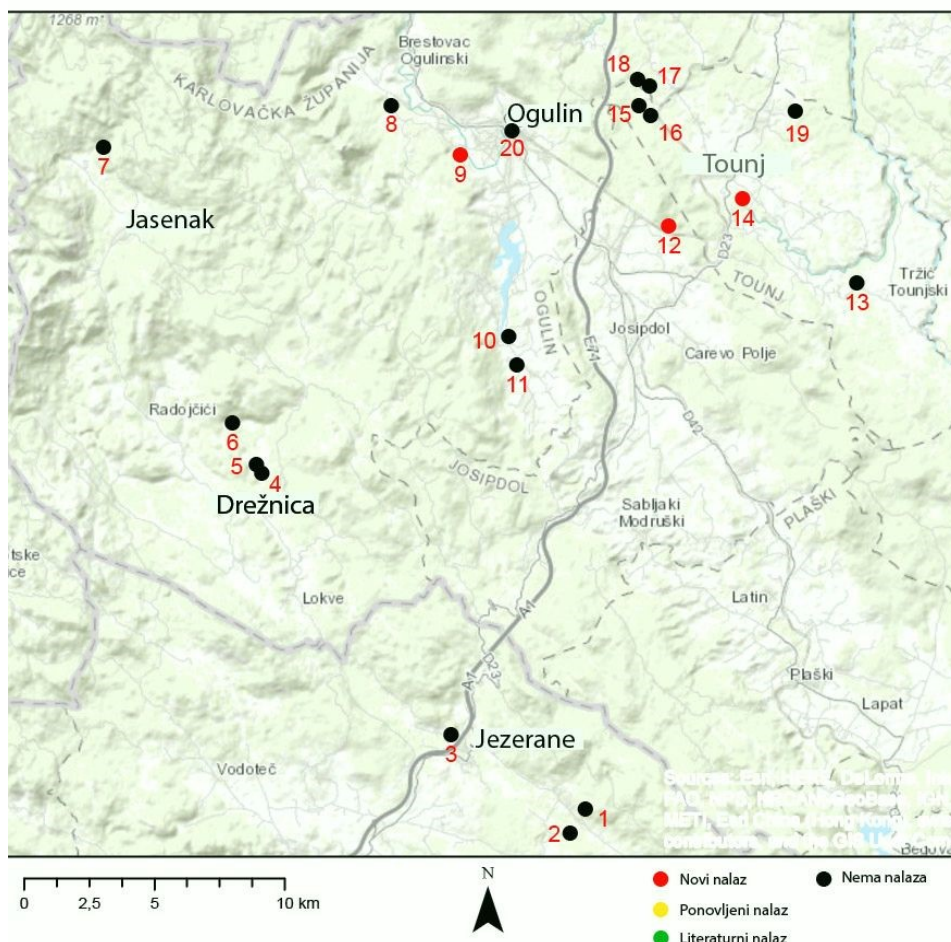 1268 m
KARLOVAČKA ŽUPANIJA
Brestovac
Ogulinski
18
17
8
15
Ogulin
16
19
7
20
9
Tounj
14
Jasenak
12
D23
TOUNJ
Tržić
Tounjski
13
OGULIN
10
Josipdol
E71
Carevo Polje
11
Radojčići
D42
6
5
4
JOSIPDOL
Drežnica
Sabljaki
Modruški
PLAŠKI
Lokve
Latin
A1
D23
Plaški
A1
Lapat
Jezerane
3
Vodoteč
Sources: Esri,
1
2
0
2,5
5
10 km
N
Novi nalaz
Nema nalaza
Ponovljeni nalaz
Literaturni nalaz